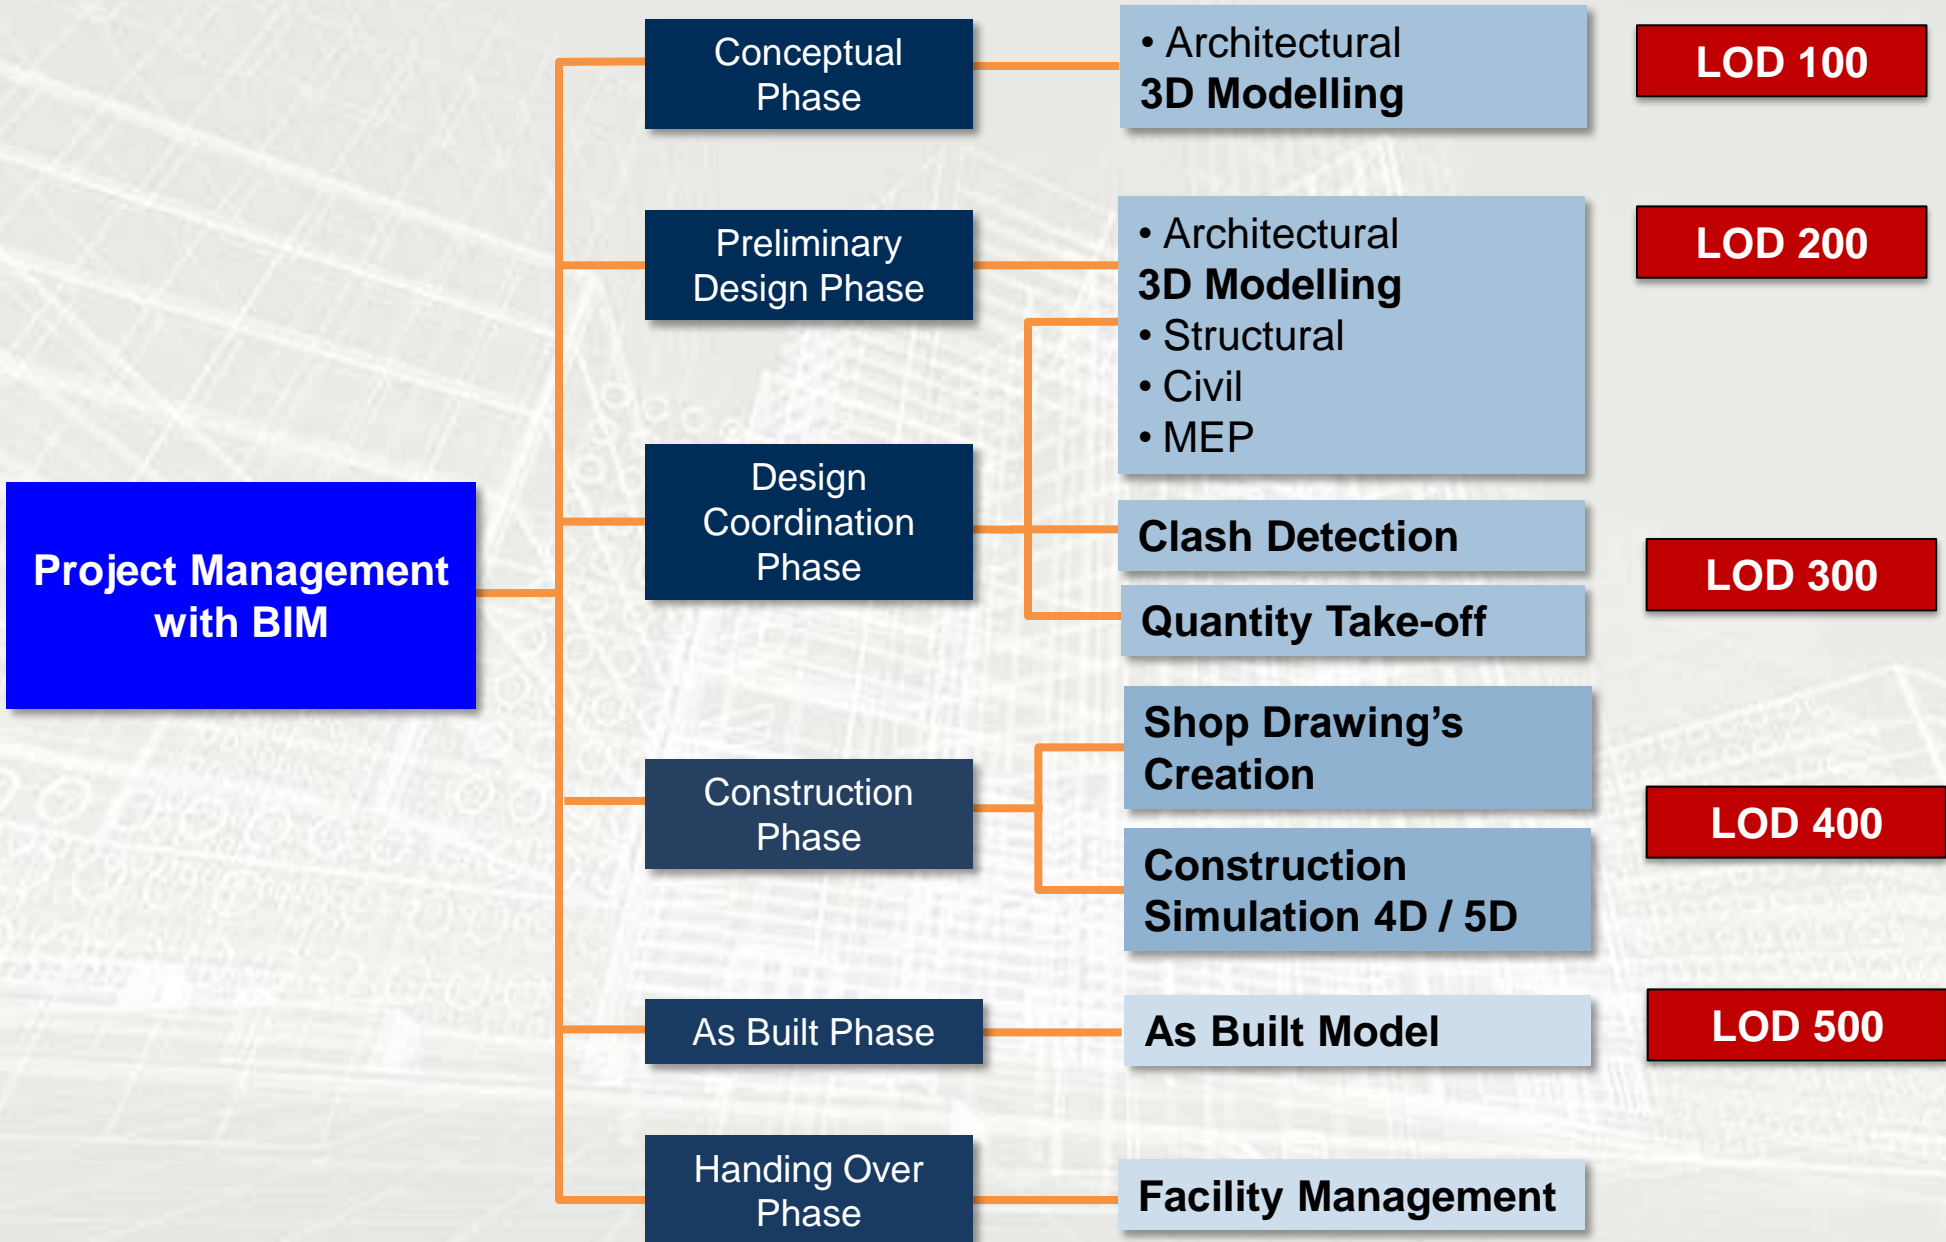 Project Management
with BIM
Conceptual
Phase
• Architectural
3D Modelling
LOD 100
Preliminary
Design Phase
• Architectural
3D Modelling
• Structural
• Civil
• MEP
LOD 200
Design
Coordination
Phase
Clash Detection
Quantity Take-off
LOD 300
Construction
Phase
Shop Drawing’s
Creation
Construction
Simulation 4D / 5D
LOD 400
As Built Phase
As Built Model
LOD 500
Handing Over
Phase
Facility Management